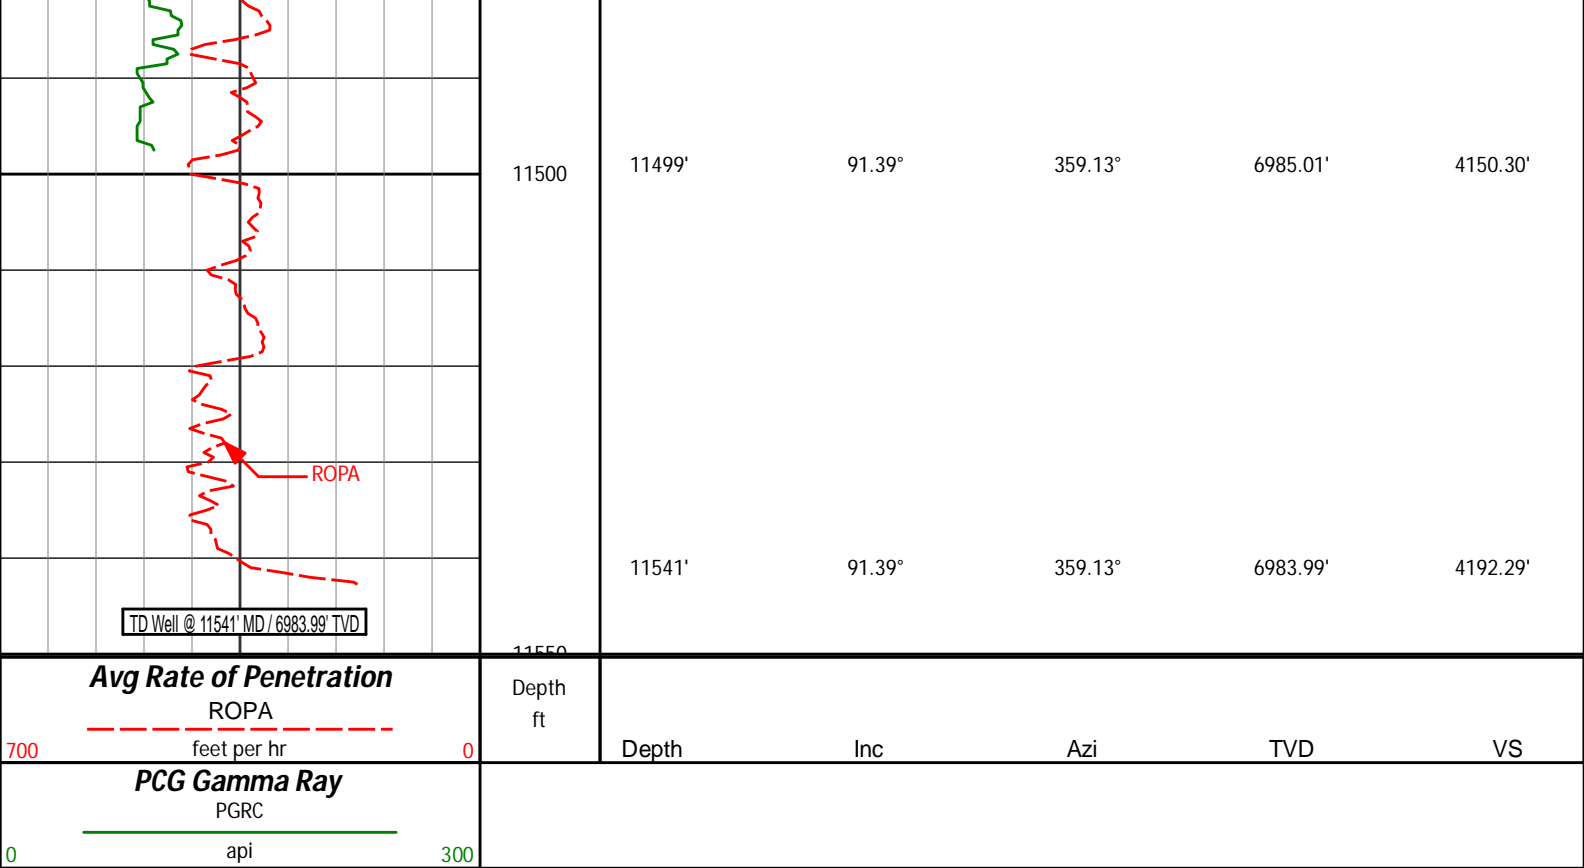 11500 11499' 91.39° 359.13° 6985.01' 4150.30'
ROPA
11541' 91.39° 359.13° 6983.99' 4192.29'
TD Well @ 11541' MD / 6983.99' TVD
11550
Avg Rate of Penetration
ROPA
700 feet per hr 0
Depth
ft
Depth Inc Azi TVD VS
PCG Gamma Ray
PGRC
0 api 300